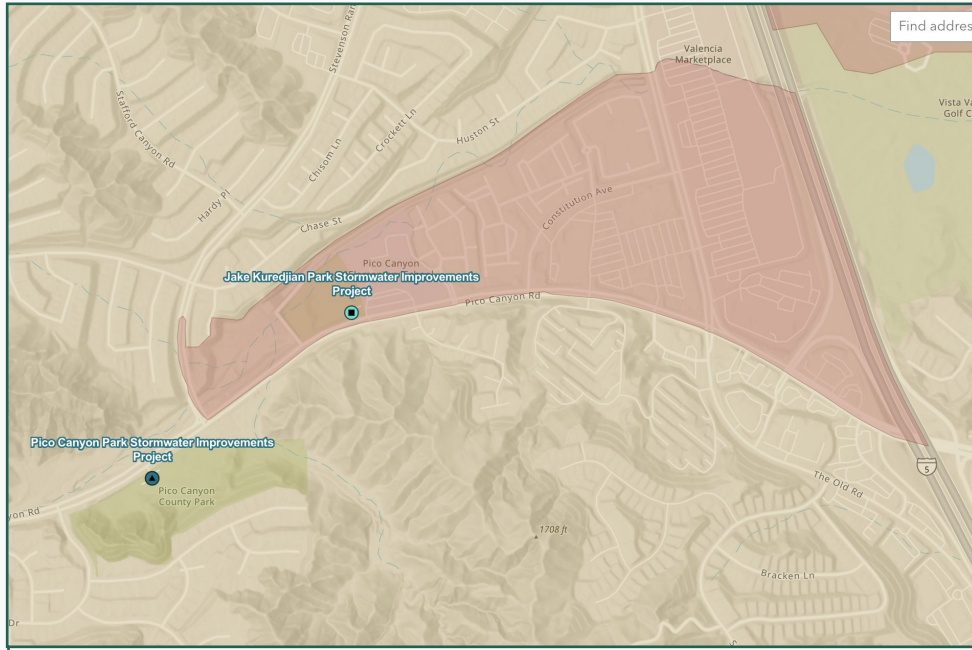 Find addres
Valencia
Marketplace
Stevenson Ran
Stafford Canyon Rd
Crockett Ln
Huston St
Chisom Ln
Vista Va
Golf C
Hardy Pl
Constitution Ave
Chase St
Pico Canyon
Jake Kuredjian Park Stormwater Improvements
Project
Pico Canyon Rd
Pico Canyon Park Stormwater Improvements
Project
Pico Canyon
County Park
yon Rd
5
The Old Rd
1708 ft
Bracken Ln
Dr